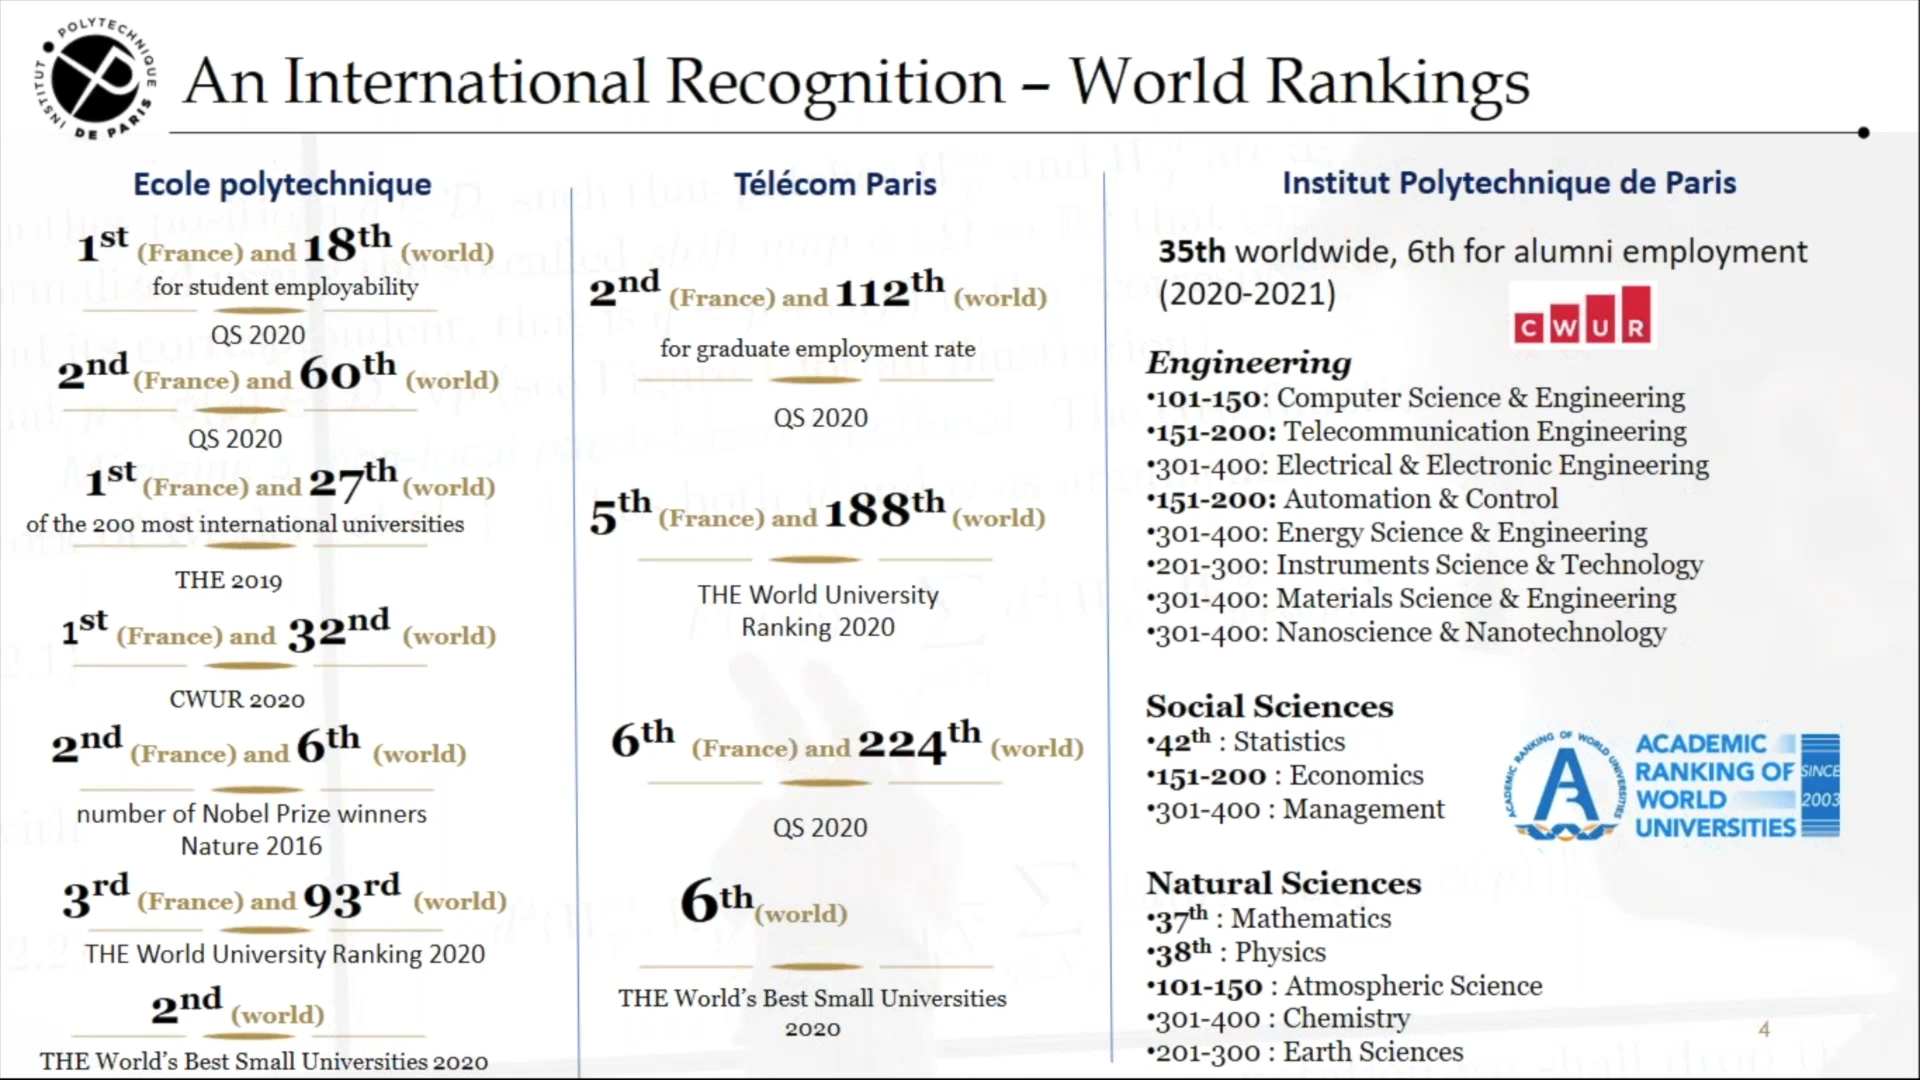 INSTITUT POLYTECHNIQUE DE PARIS
An International Recognition – World Rankings
Ecole polytechnique
1st (France) and 18th (world)
for student employability
QS 2020
2nd (France) and 60th (world)
QS 2020
1st (France) and 27th (world)
of the 200 most international universities
THE 2019
1st (France) and 32nd (world)
CWUR 2020
2nd (France) and 6th (world)
number of Nobel Prize winners
Nature 2016
3rd (France) and 93rd (world)
THE World University Ranking 2020
2nd (world)
THE World's Best Small Universities 2020
Télécom Paris
2nd (France) and 112th (world)
for graduate employment rate
QS 2020
5th (France) and 188th (world)
THE World University
Ranking 2020
6th (France) and 224th (world)
QS 2020
6th (world)
THE World's Best Small Universities
2020
Institut Polytechnique de Paris
35th worldwide, 6th for alumni employment
(2020-2021)
CWUR
Engineering
•101-150: Computer Science & Engineering
•151-200: Telecommunication Engineering
•301-400: Electrical & Electronic Engineering
•151-200: Automation & Control
•301-400: Energy Science & Engineering
•201-300: Instruments Science & Technology
•301-400: Materials Science & Engineering
•301-400: Nanoscience & Nanotechnology
Social Sciences
•42th : Statistics
•151-200 : Economics
•301-400 : Management
ACADEMIC RANKING OF WORLD UNIVERSITIES
ACADEMIC
RANKING OF
WORLD
UNIVERSITIES
SINCE
2003
Natural Sciences
•37th : Mathematics
•38th : Physics
•101-150 : Atmospheric Science
•301-400 : Chemistry
•201-300 : Earth Sciences
4